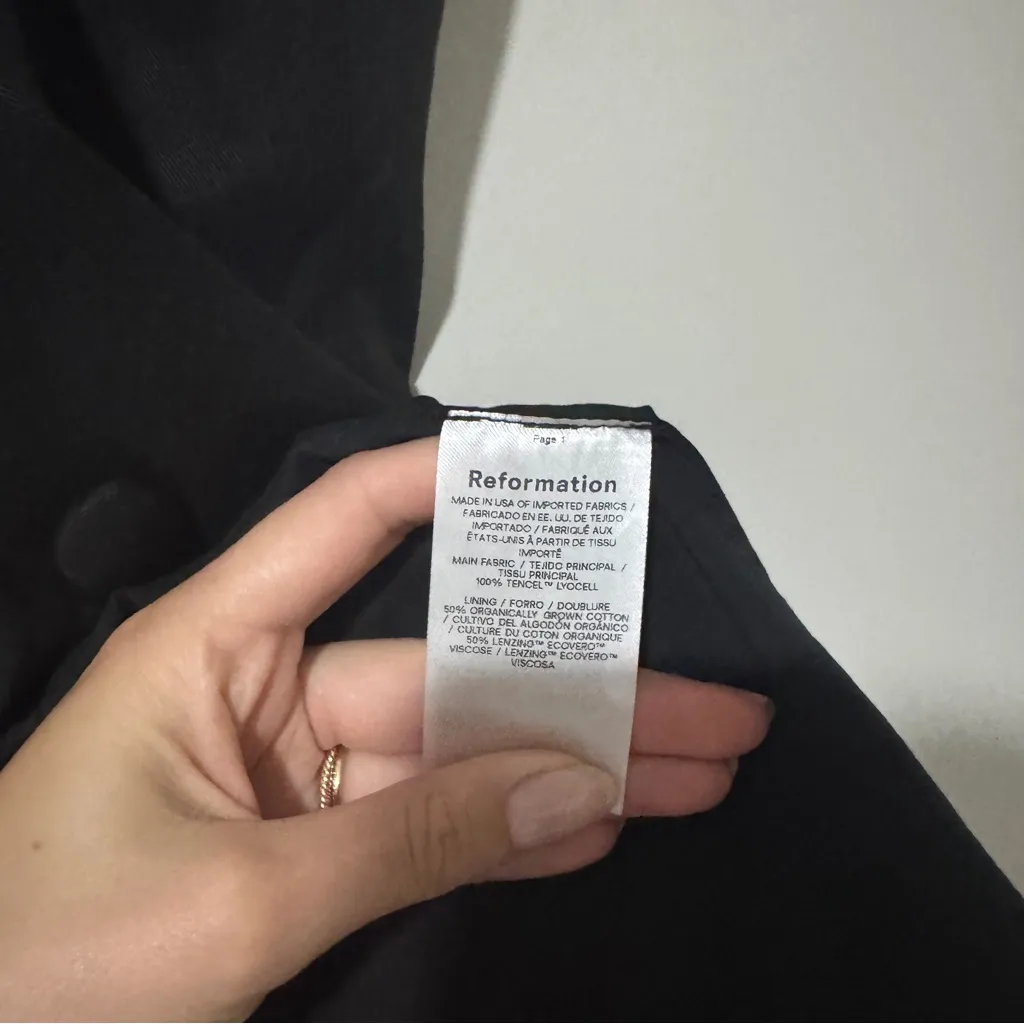 Page 1
Reformation
MADE IN USA OF IMPORTED FABRICS /
FABRICADO EN EE. UU. DE TEJIDO
IMPORTADO / FABRIQUÉ AUX
ÉTATS-UNIS À PARTIR DE TISSU
IMPORTÉ
MAIN FABRIC / TEJIDO PRINCIPAL /
TISSU PRINCIPAL
100% TENCEL™ LYOCELL
LINING / FORRO / DOUBLURE
50% ORGANICALLY GROWN COTTON
/ CULTIVO DEL ALGODÓN ORGÁNICO
/ CULTURE DU COTON ORGANIQUE
50% LENZING™ ECOVERO™
VISCOSE / LENZING™ ECOVERO™
VISCOSA